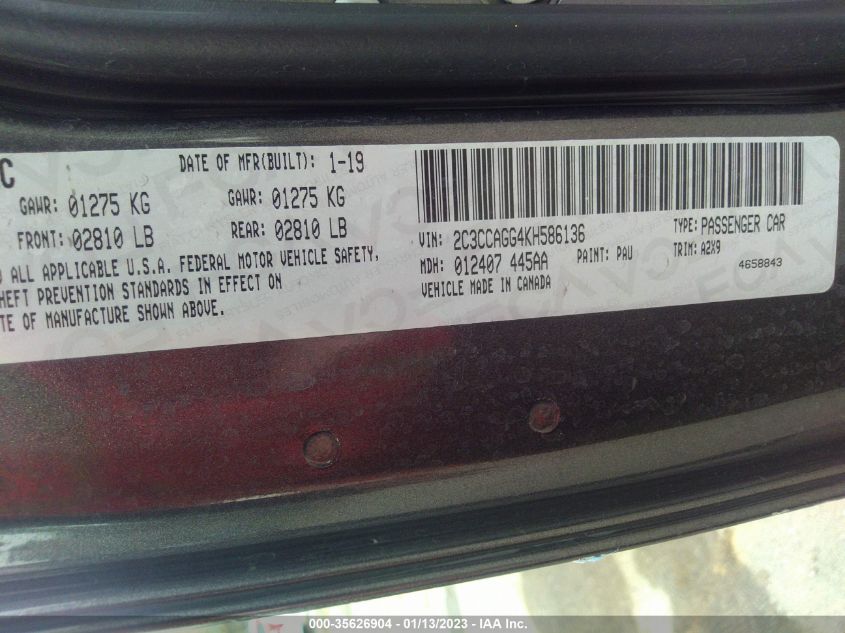 C
DATE OF MFR(BUILT): 1-19
GAWR: 01275 KG GAWR: 01275 KG
FRONT: 02810 LB REAR: 02810 LB
ALL APPLICABLE U.S.A. FEDERAL MOTOR VEHICLE SAFETY,
HEFT PREVENTION STANDARDS IN EFFECT ON
TE OF MANUFACTURE SHOWN ABOVE.
VIN: 2C3CCAGG4KH586136 TYPE: PASSENGER CAR
MDH: 012407 445AA PAINT: PAU TRIM: A2X9
VEHICLE MADE IN CANADA 4658843
000-35626904 - 01/13/2023 - IAA Inc.